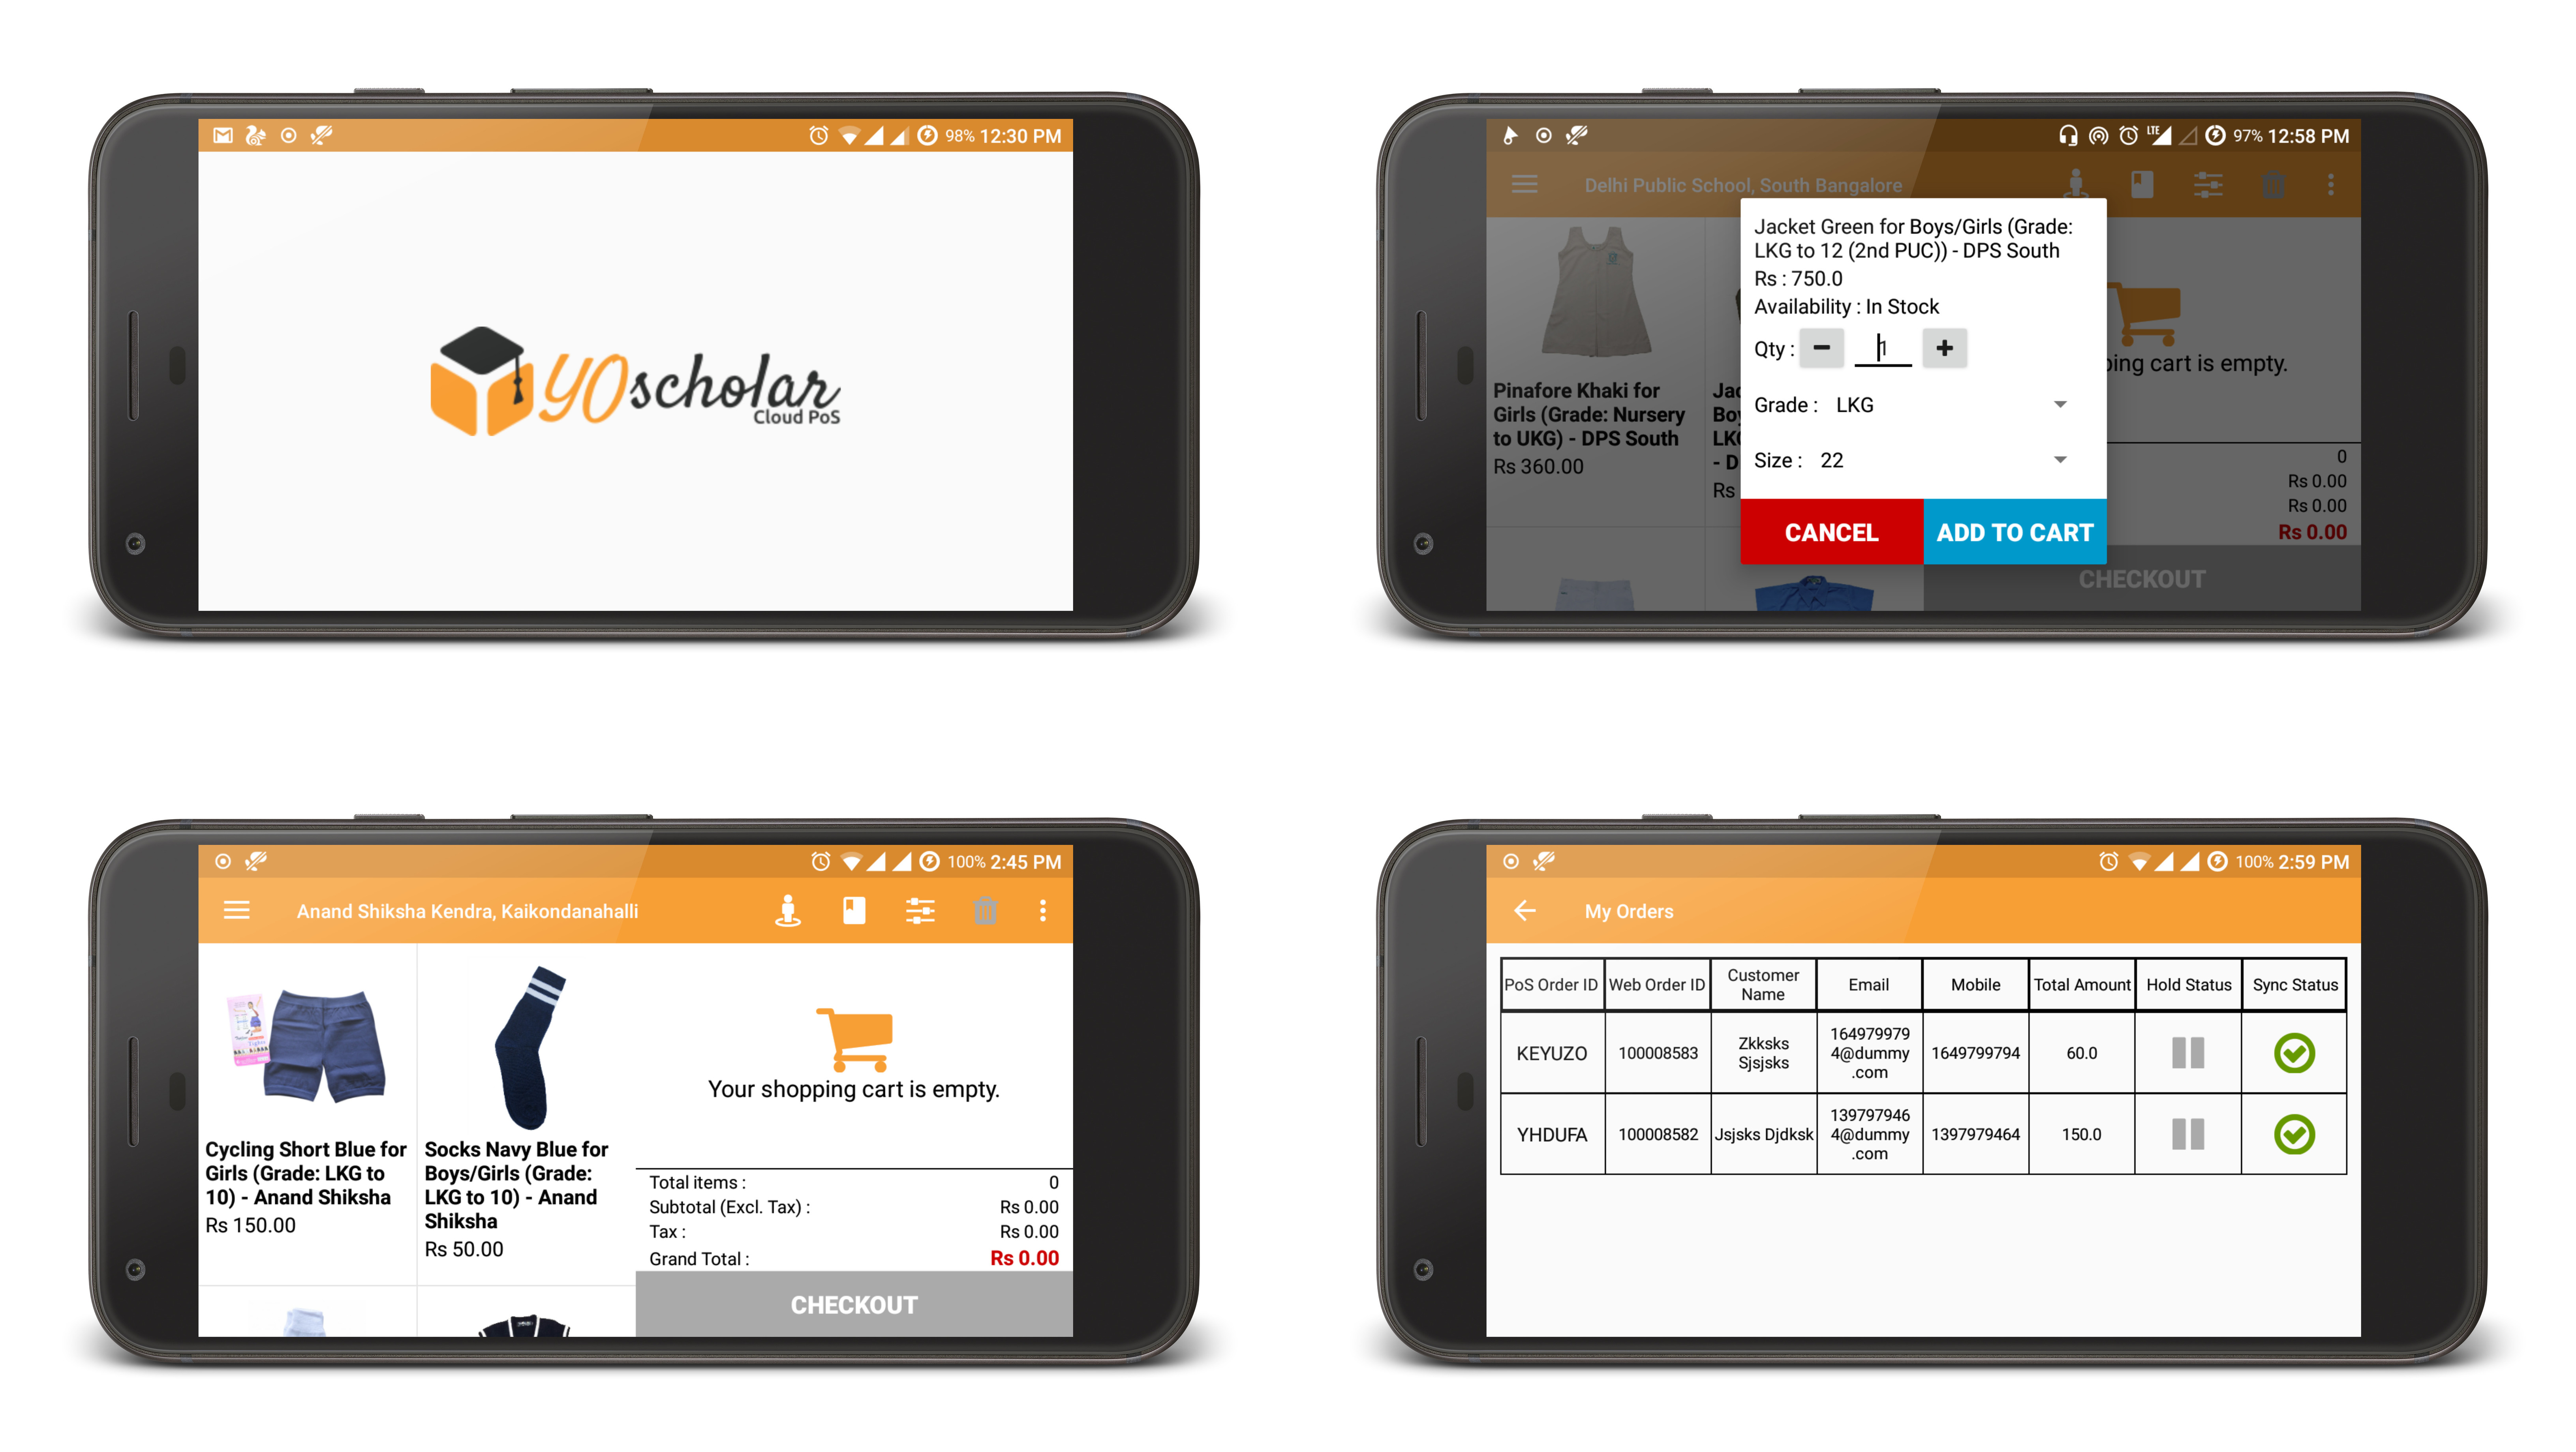 98% 12:30 PM
YOscholar
Cloud PoS
LTE 97% 12:58 PM
Delhi Public School, South Bangalore
Pinafore Khaki for
Girls (Grade: Nursery
to UKG) - DPS South
Rs 360.00
Rs
Jacket Green for Boys/Girls (Grade:
LKG to 12 (2nd PUC)) - DPS South
Rs : 750.0
Availability : In Stock
Qty : 1
Grade : LKG
Size : 22
CANCEL ADD TO CART
cart is empty.
0
Rs 0.00
Rs 0.00
Rs 0.00
CHECKOUT
100% 2:45 PM
Anand Shiksha Kendra, Kaikondanahalli
Cycling Short Blue for
Girls (Grade: LKG to
10) - Anand Shiksha
Rs 150.00
Socks Navy Blue for
Boys/Girls (Grade:
LKG to 10) - Anand
Shiksha
Rs 50.00
Your shopping cart is empty.
Total items : 0
Subtotal (Excl. Tax) : Rs 0.00
Tax : Rs 0.00
Grand Total : Rs 0.00
CHECKOUT
100% 2:59 PM
My Orders
PoS Order ID Web Order ID Customer Name Email Mobile Total Amount Hold Status Sync Status
KEYUZO 100008583 Zkksks Sjsjsks 1649799794@dummy.com 1649799794 60.0
YHDUFA 100008582 Jsjsks Djdksk 1397979464@dummy.com 1397979464 150.0